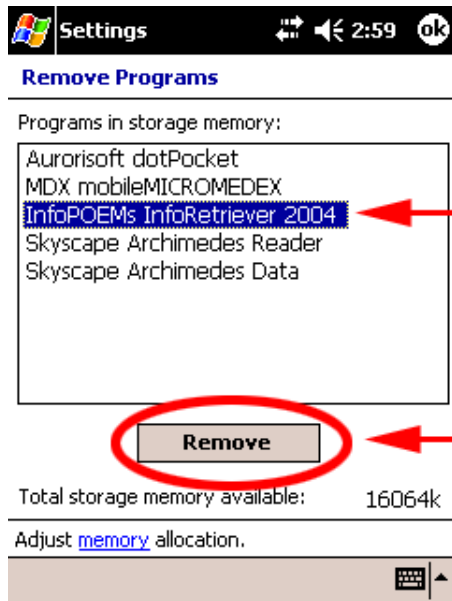 Settings 2:59 ok
Remove Programs
Programs in storage memory:
Aurorisoft dotPocket
MDX mobileMICROMEDEX
InfoPOEMs InfoRetriever 2004
Skyscape Archimedes Reader
Skyscape Archimedes Data
Remove
Total storage memory available: 16064k
Adjust memory allocation.